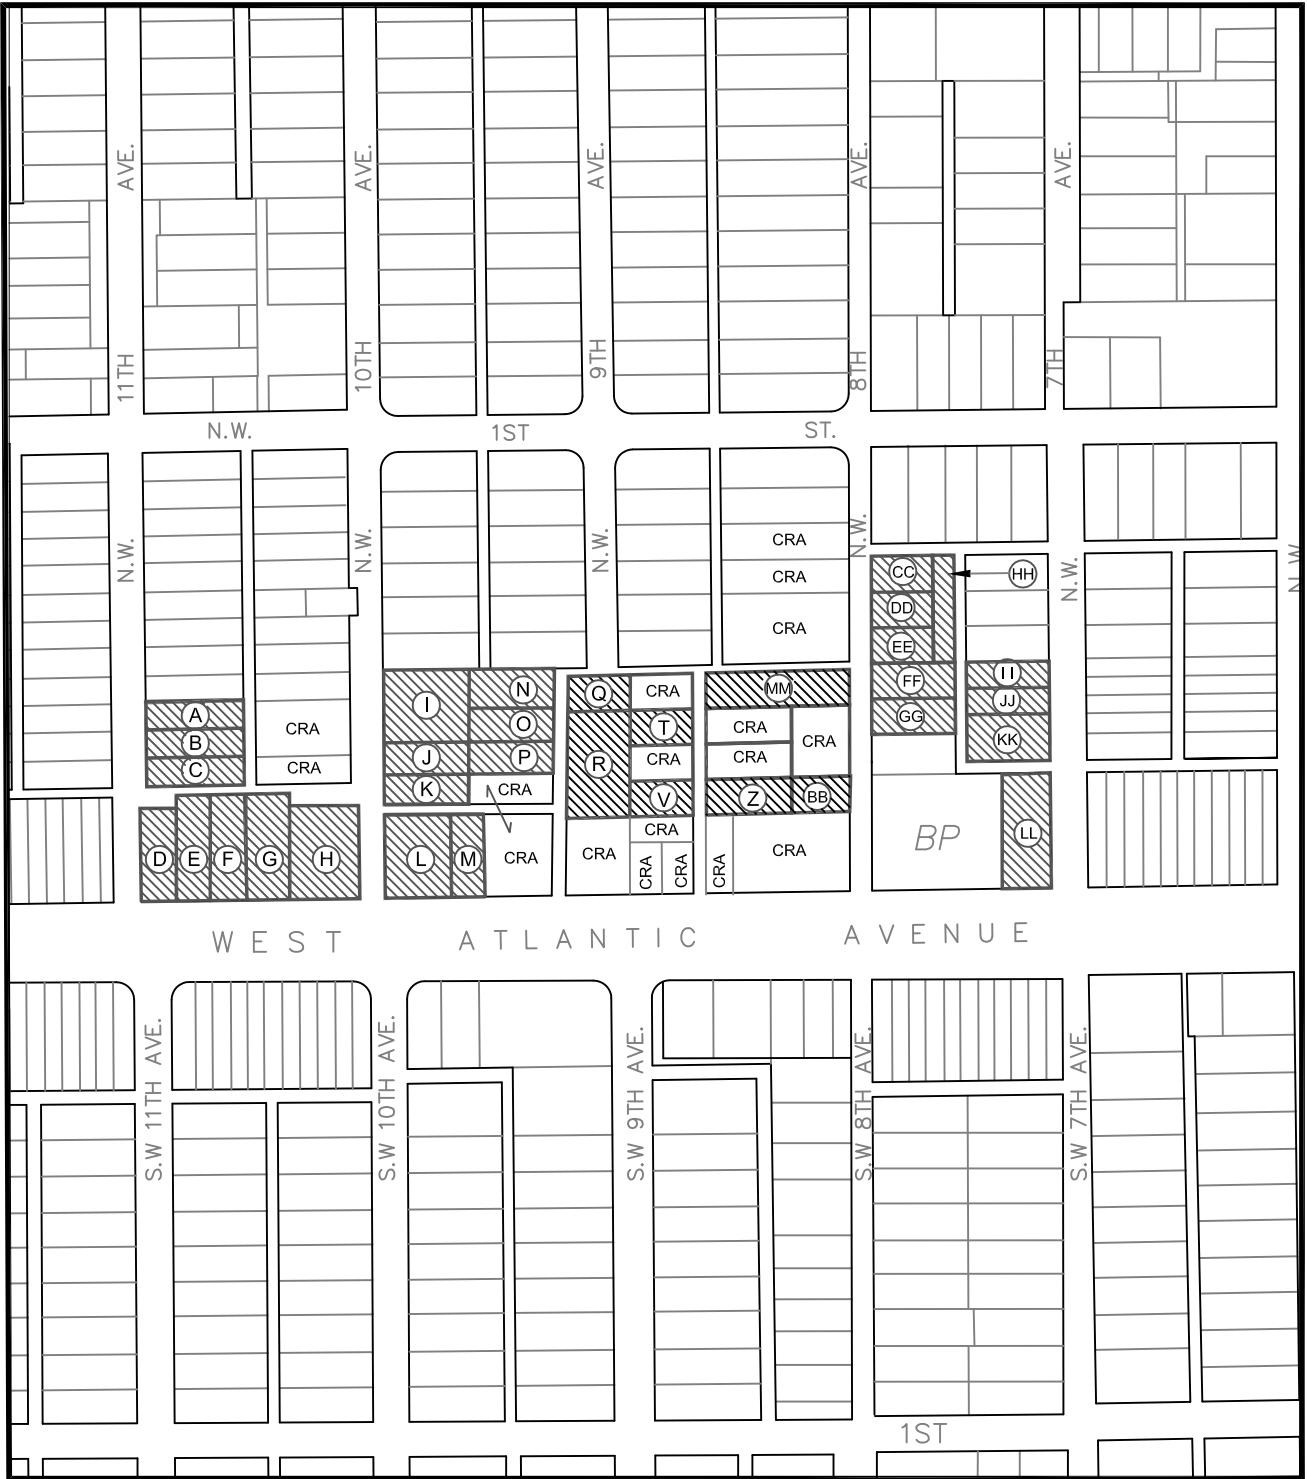 AVE.
AVE.
AVE.
AVE.
AVE.
11TH
10TH
9TH
8TH
7TH
N.W.
1ST
ST.
N.W.
N.W.
N.W.
N.W.
N.W.
N.W
CRA
CRA
CRA
CC
HH
DD
EE
FF
GG
II
JJ
KK
I
N
Q
CRA
MM
A
B
C
CRA
CRA
O
T
CRA
CRA
J
P
R
CRA
CRA
K
CRA
V
Z
BB
D
E
F
G
H
L
M
CRA
CRA
CRA
CRA
CRA
CRA
CRA
BP
LL
WEST ATLANTIC AVENUE
S.W 11TH AVE.
S.W 10TH AVE.
S.W 9TH AVE.
S.W 8TH AVE.
S.W 7TH AVE.
1ST